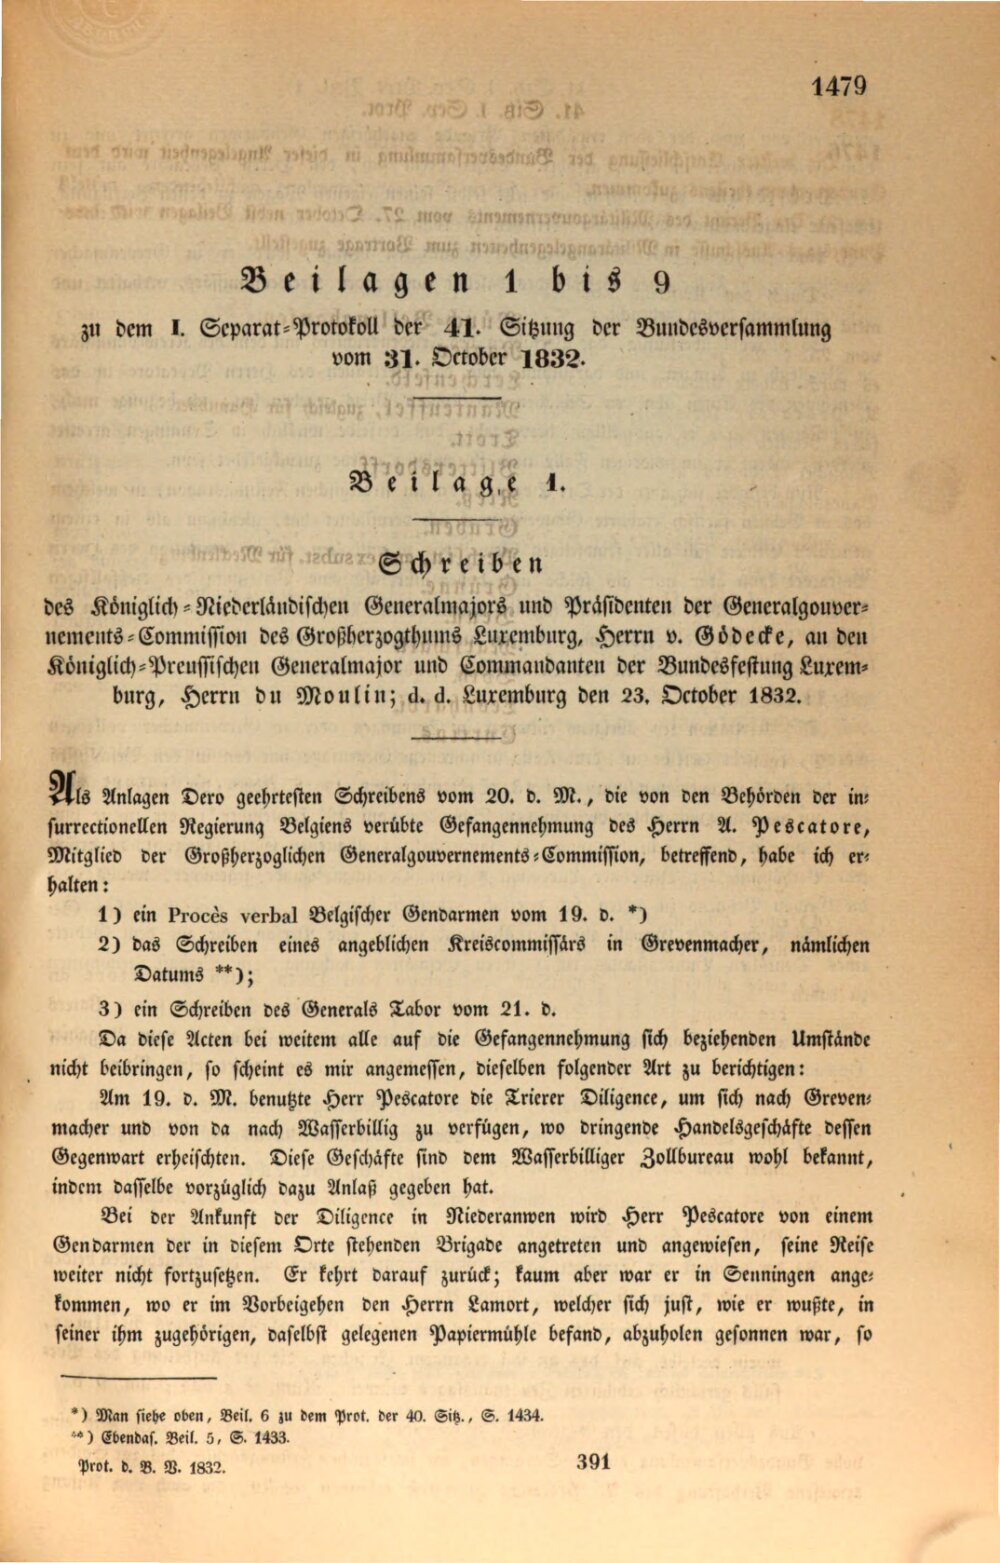 1479
Beilagen 1 bis 9
zu dem I. Separat-Protokoll der 41. Sitzung der Bundesversammlung
vom 31. October 1832.
Beilage 1.
Schreiben
des Königlich-Niederländischen Generalmajors und Präsidenten der Generalgouver-
nements-Commission des Großherzogthums Luxemburg, Herrn v. Gödecke, an den
Königlich-Preussischen Generalmajor und Commandanten der Bundesfestung Luxem-
burg, Herrn du Moulin; d. d. Luxemburg den 23. October 1832.
Als Anlagen Dero geehrtesten Schreibens vom 20. d. M., die von den Behörden der in-
surrectionellen Regierung Belgiens verübte Gefangennehmung des Herrn A. Pescatore,
Mitglied der Großherzoglichen Generalgouvernements-Commission, betreffend, habe ich er-
halten:
1) ein Procès verbal Belgischer Gendarmen vom 19. d. *)
2) das Schreiben eines angeblichen Kreiscommissärs in Grevenmacher, nämlichen
Datums **);
3) ein Schreiben des Generals Tabor vom 21. d.
Da diese Acten bei weitem alle auf die Gefangennehmung sich beziehenden Umstände
nicht beibringen, so scheint es mir angemessen, dieselben folgender Art zu berichtigen:
Am 19. d. M. benutzte Herr Pescatore die Trierer Diligence, um sich nach Greven-
macher und von da nach Wasserbillig zu verfügen, wo dringende Handelsgeschäfte dessen
Gegenwart erheischten. Diese Geschäfte sind dem Wasserbilliger Zollbureau wohl bekannt,
indem dasselbe vorzüglich dazu Anlaß gegeben hat.
Bei der Ankunft der Diligence in Niederanwen wird Herr Pescatore von einem
Gendarmen der in diesem Orte stehenden Brigade angetreten und angewiesen, seine Reise
weiter nicht fortzusetzen. Er kehrt darauf zurück; kaum aber war er in Senningen ange-
kommen, wo er im Vorbeigehen den Herrn Lamort, welcher sich just, wie er wußte, in
seiner ihm zugehörigen, daselbst gelegenen Papiermühle befand, abzuholen gesonnen war, so
*) Man siehe oben, Beil. 6 zu dem Prot. der 40. Sitz., S. 1434.
**) Ebendas. Beil. 5, S. 1433.
Prot. d. B. V. 1832.
391